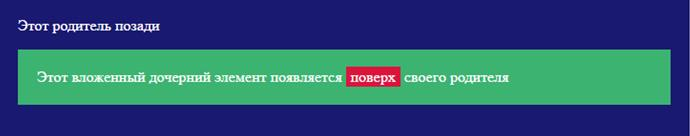 Этот родитель позади
Этот вложенный дочерний элемент появляется поверх своего родителя